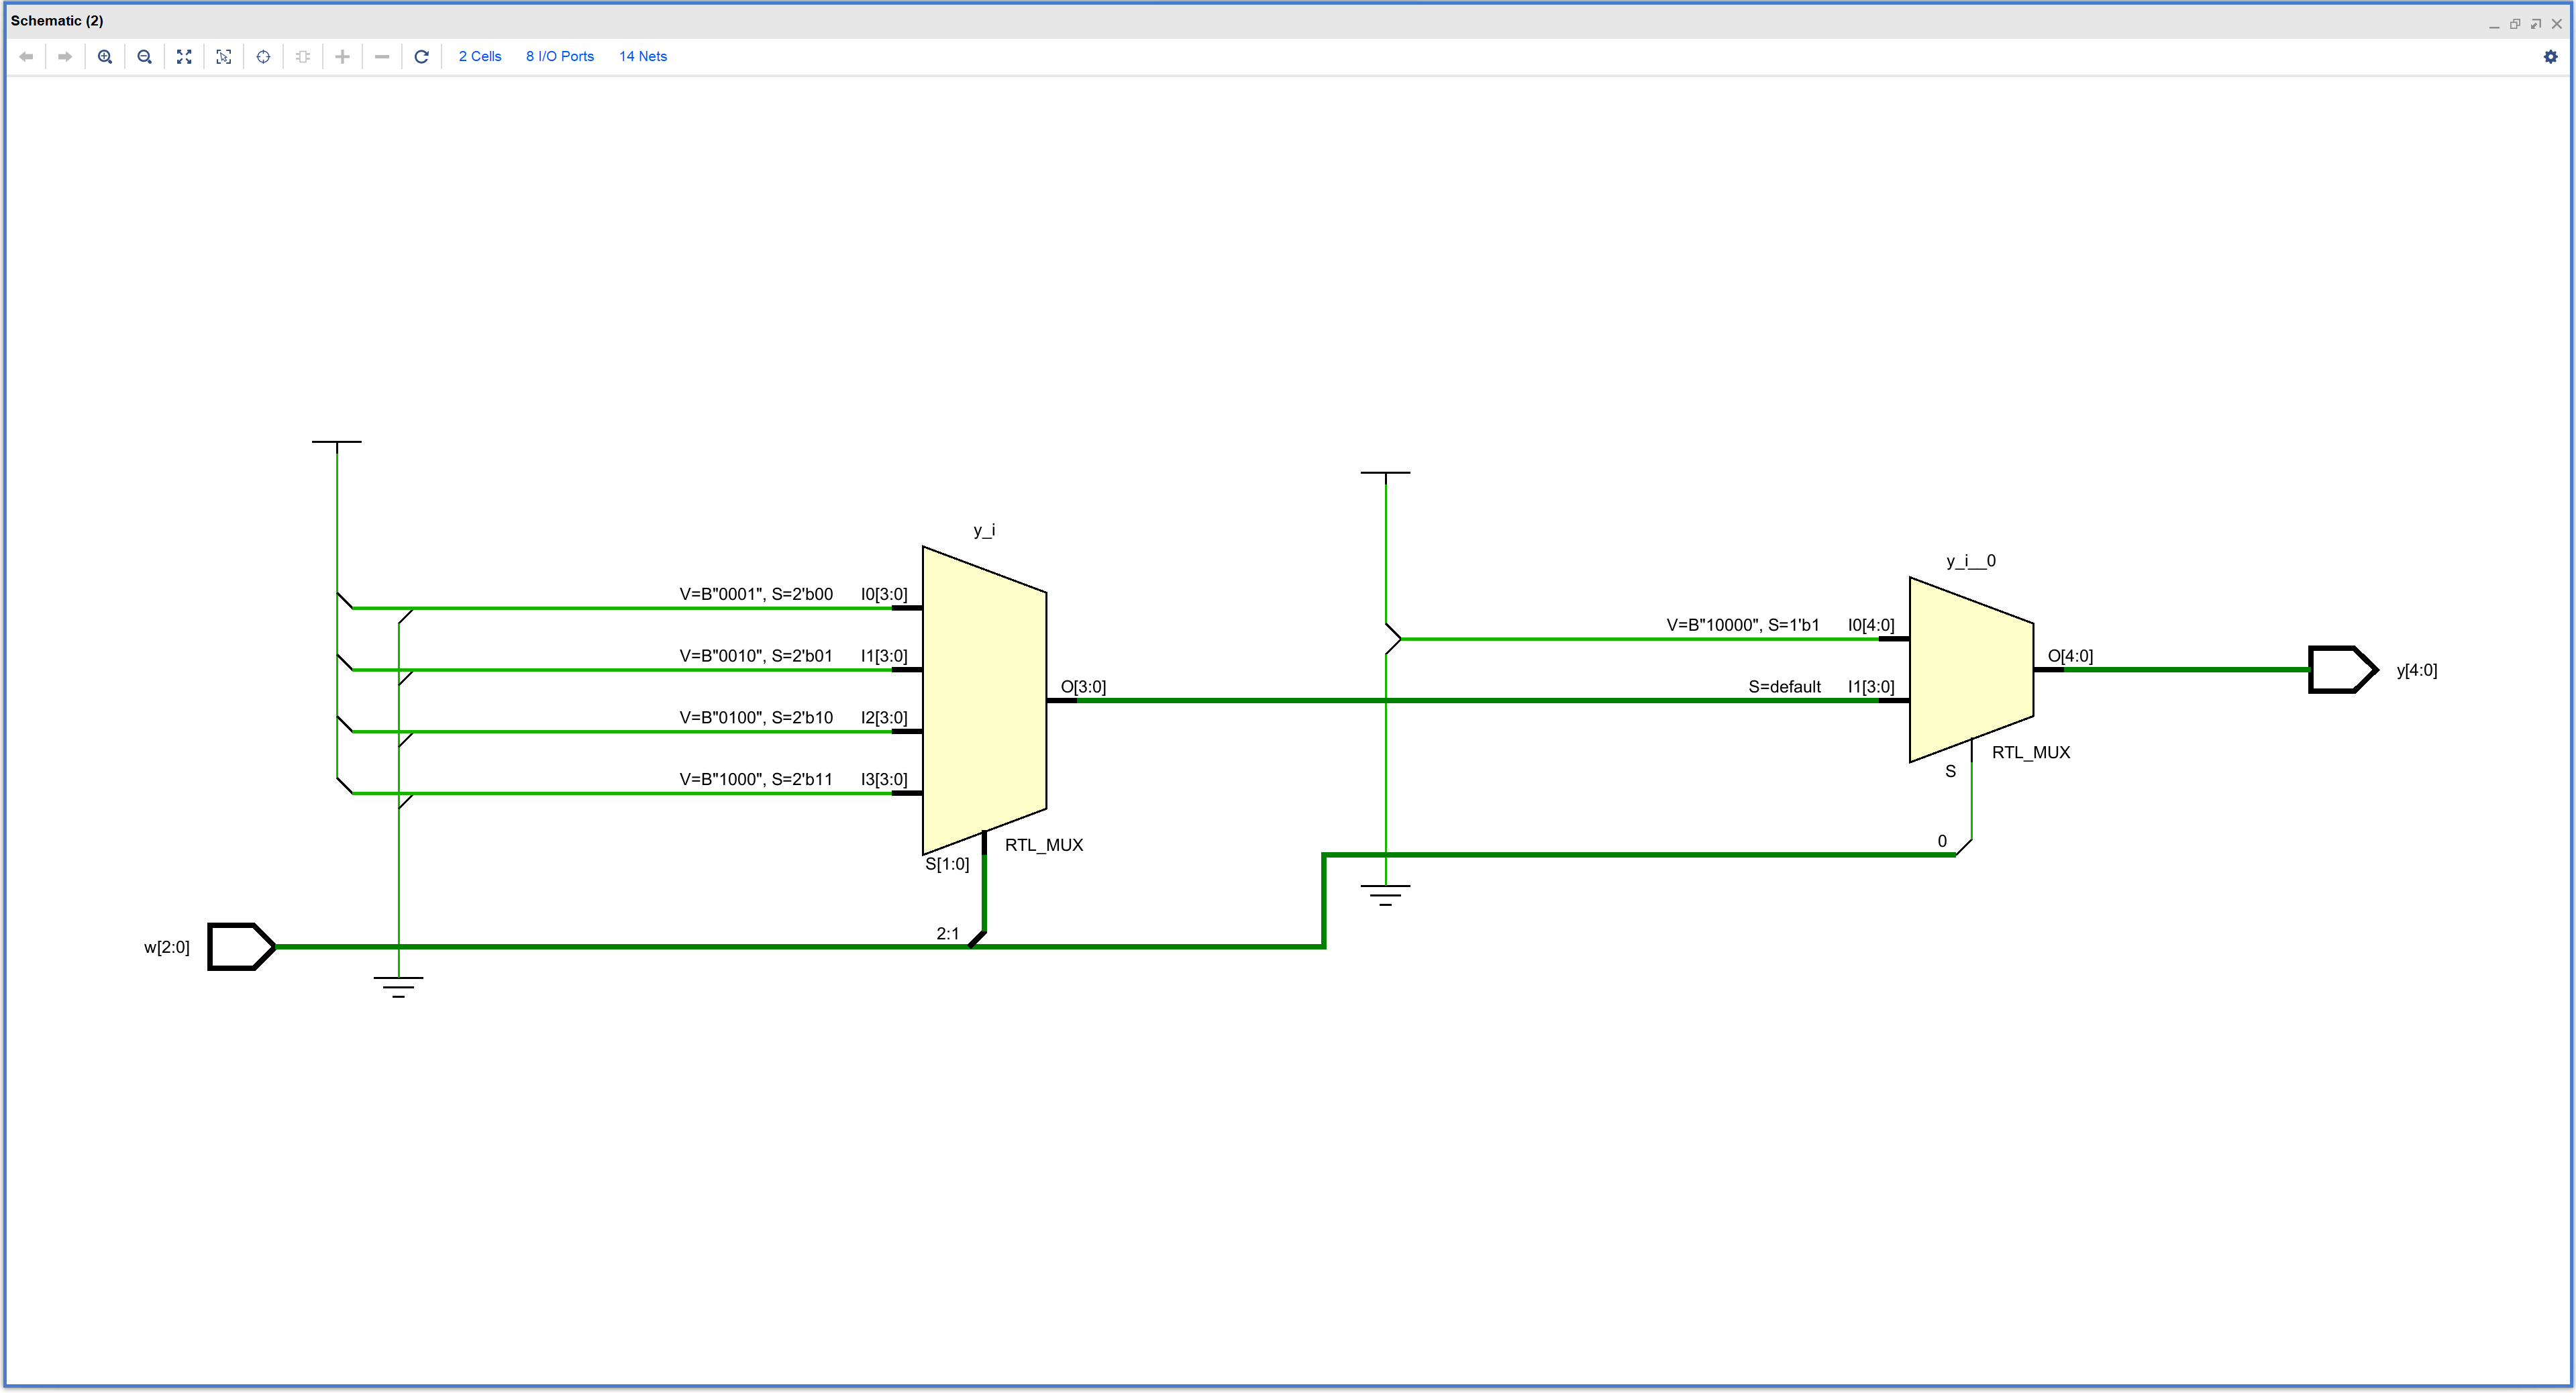 Schematic (2)
2 Cells 8 I/O Ports 14 Nets
y_i
y_i__0
V=B"0001", S=2'b00 I0[3:0]
V=B"10000", S=1'b1 I0[4:0]
V=B"0010", S=2'b01 I1[3:0]
O[4:0]
y[4:0]
O[3:0]
S=default I1[3:0]
V=B"0100", S=2'b10 I2[3:0]
RTL_MUX
S
V=B"1000", S=2'b11 I3[3:0]
RTL_MUX
0
S[1:0]
2:1
w[2:0]